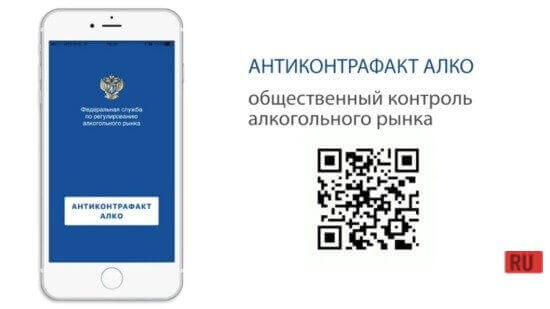 Федеральная служба
по регулированию
алкогольного рынка
АНТИКОНТРАФАКТ
АЛКО
АНТИКОНТРАФАКТ АЛКО
общественный контроль
алкогольного рынка
RU